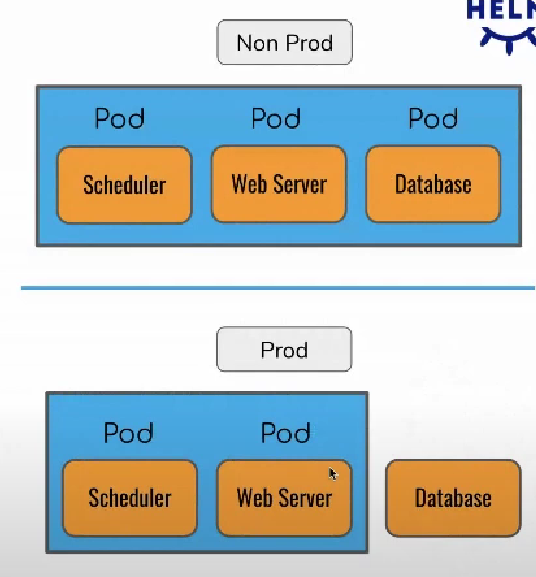 HELM
Non Prod
Pod Pod Pod
Scheduler Web Server Database
Prod
Pod Pod
Scheduler Web Server Database